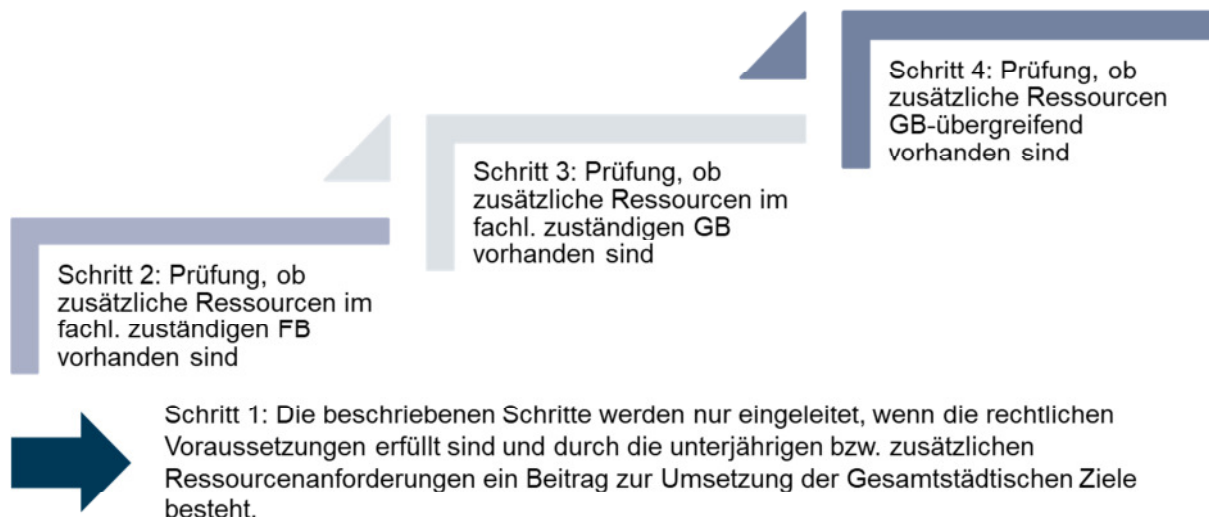 Schritt 4: Prüfung, ob
zusätzliche Ressourcen
GB-übergreifend
vorhanden sind
Schritt 3: Prüfung, ob
zusätzliche Ressourcen im
fachl. zuständigen GB
vorhanden sind
Schritt 2: Prüfung, ob
zusätzliche Ressourcen im
fachl. zuständigen FB
vorhanden sind
Schritt 1: Die beschriebenen Schritte werden nur eingeleitet, wenn die rechtlichen
Voraussetzungen erfüllt sind und durch die unterjährigen bzw. zusätzlichen
Ressourcenanforderungen ein Beitrag zur Umsetzung der Gesamtstädtischen Ziele
besteht.